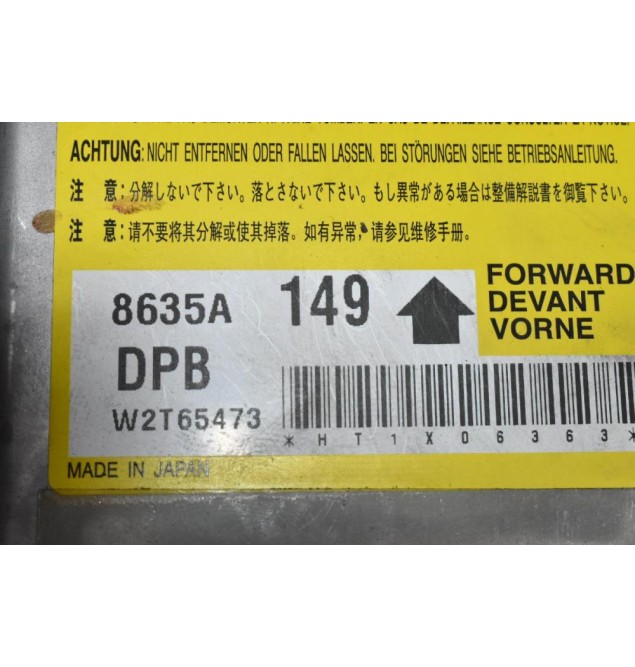 ACHTUNG: NICHT ENTFERNEN ODER FALLEN LASSEN. BEI STÖRUNGEN SIEHE BETRIEBSANLEITUNG.
注 意:分解しないで下さい。落とさないで下さい。もし異常がある場合は整備解説書を御覧下さい。
注 意:请不要将其分解或使其掉落。如有异常,请参见维修手册。
8635A 149
FORWARD
DEVANT
VORNE
DPB
W2T65473
*HT1X06363*
MADE IN JAPAN